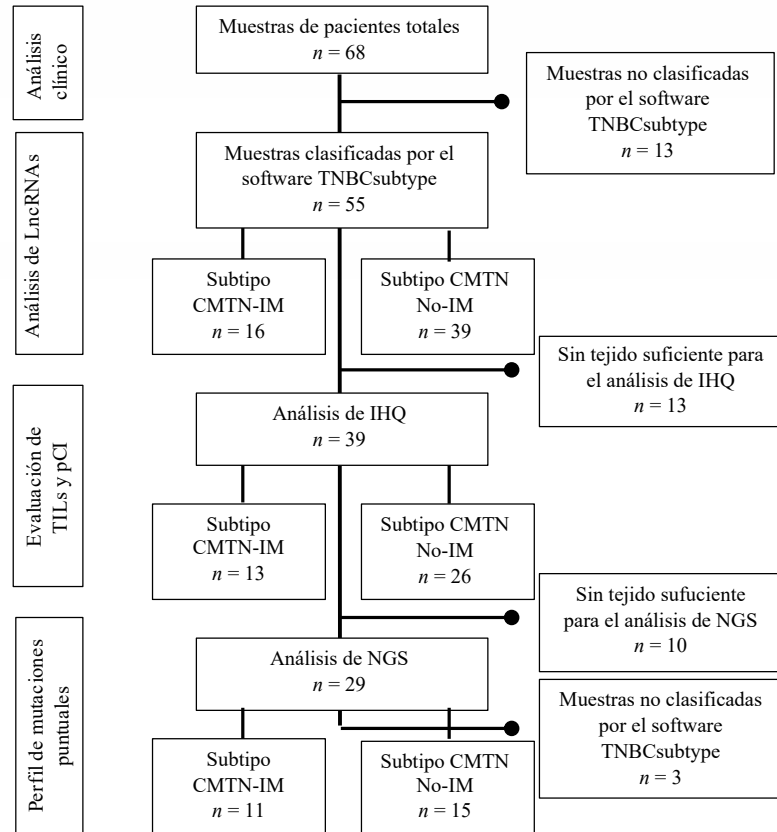 Análisis
clínico
Muestras de pacientes totales
n = 68
Muestras no clasificadas
por el software
TNBCsubtype
n = 13
Análisis de LncRNAs
Muestras clasificadas por el
software TNBCsubtype
n = 55
Subtipo
CMTN-IM
n = 16
Subtipo CMTN
No-IM
n = 39
Sin tejido suficiente para
el análisis de IHQ
n = 13
Evaluación de
TILs y pCI
Análisis de IHQ
n = 39
Subtipo
CMTN-IM
n = 13
Subtipo CMTN
No-IM
n = 26
Sin tejido sufuciente
para el análisis de NGS
n = 10
Perfil de mutaciones
puntuales
Análisis de NGS
n = 29
Muestras no clasificadas
por el software
TNBCsubtype
n = 3
Subtipo
CMTN-IM
n = 11
Subtipo CMTN
No-IM
n = 15